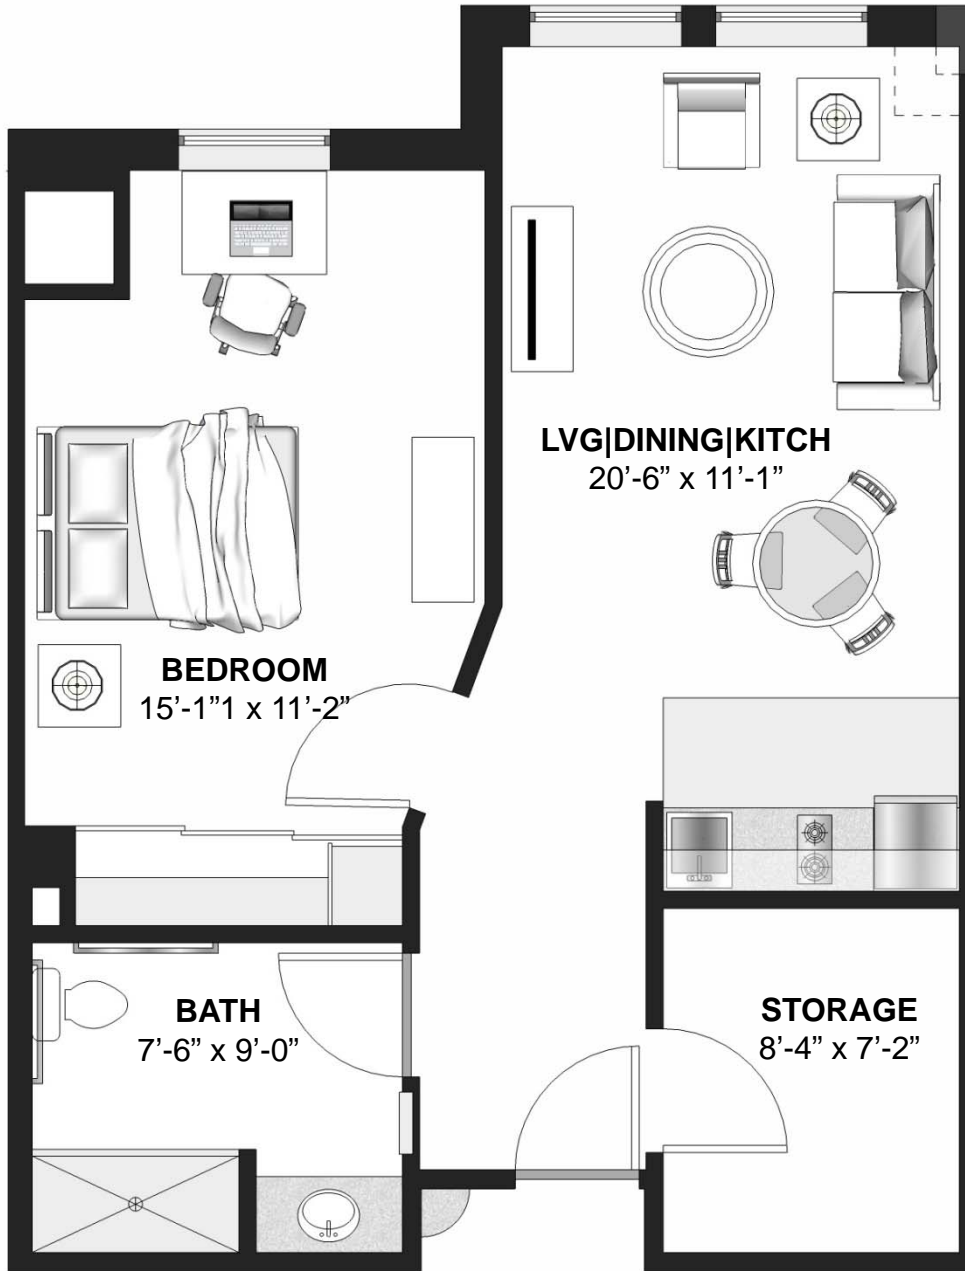 LVG|DINING|KITCH
20’-6” x 11’-1”
BEDROOM
15’-1”1 x 11’-2”
BATH
7’-6” x 9’-0”
STORAGE
8’-4” x 7’-2”